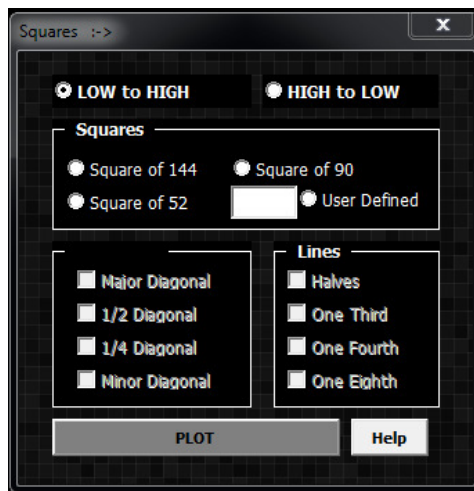 Squares :->
X
LOW to HIGH HIGH to LOW
Squares
Square of 144 Square of 90
Square of 52 User Defined
Lines
Major Diagonal Halves
1/2 Diagonal One Third
1/4 Diagonal One Fourth
Minor Diagonal One Eighth
PLOT Help